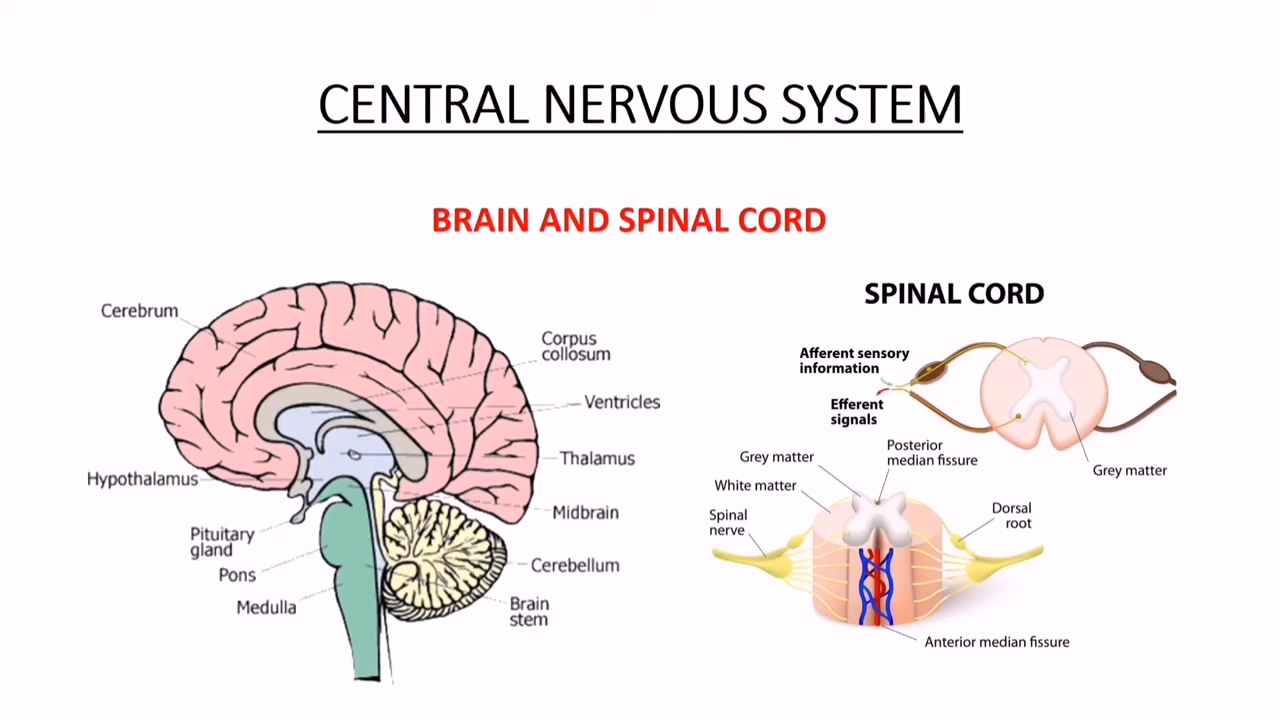 CENTRAL NERVOUS SYSTEM
BRAIN AND SPINAL CORD
Cerebrum
Corpus
collosum
Ventricles
Thalamus
Hypothalamus
Midbrain
Pituitary
gland
Pons
Cerebellum
Medulla
Brain
stem
SPINAL CORD
Afferent sensory
information
Efferent
signals
Grey matter
Posterior
median fissure
Grey matter
White matter
Spinal
nerve
Dorsal
root
Anterior median fissure